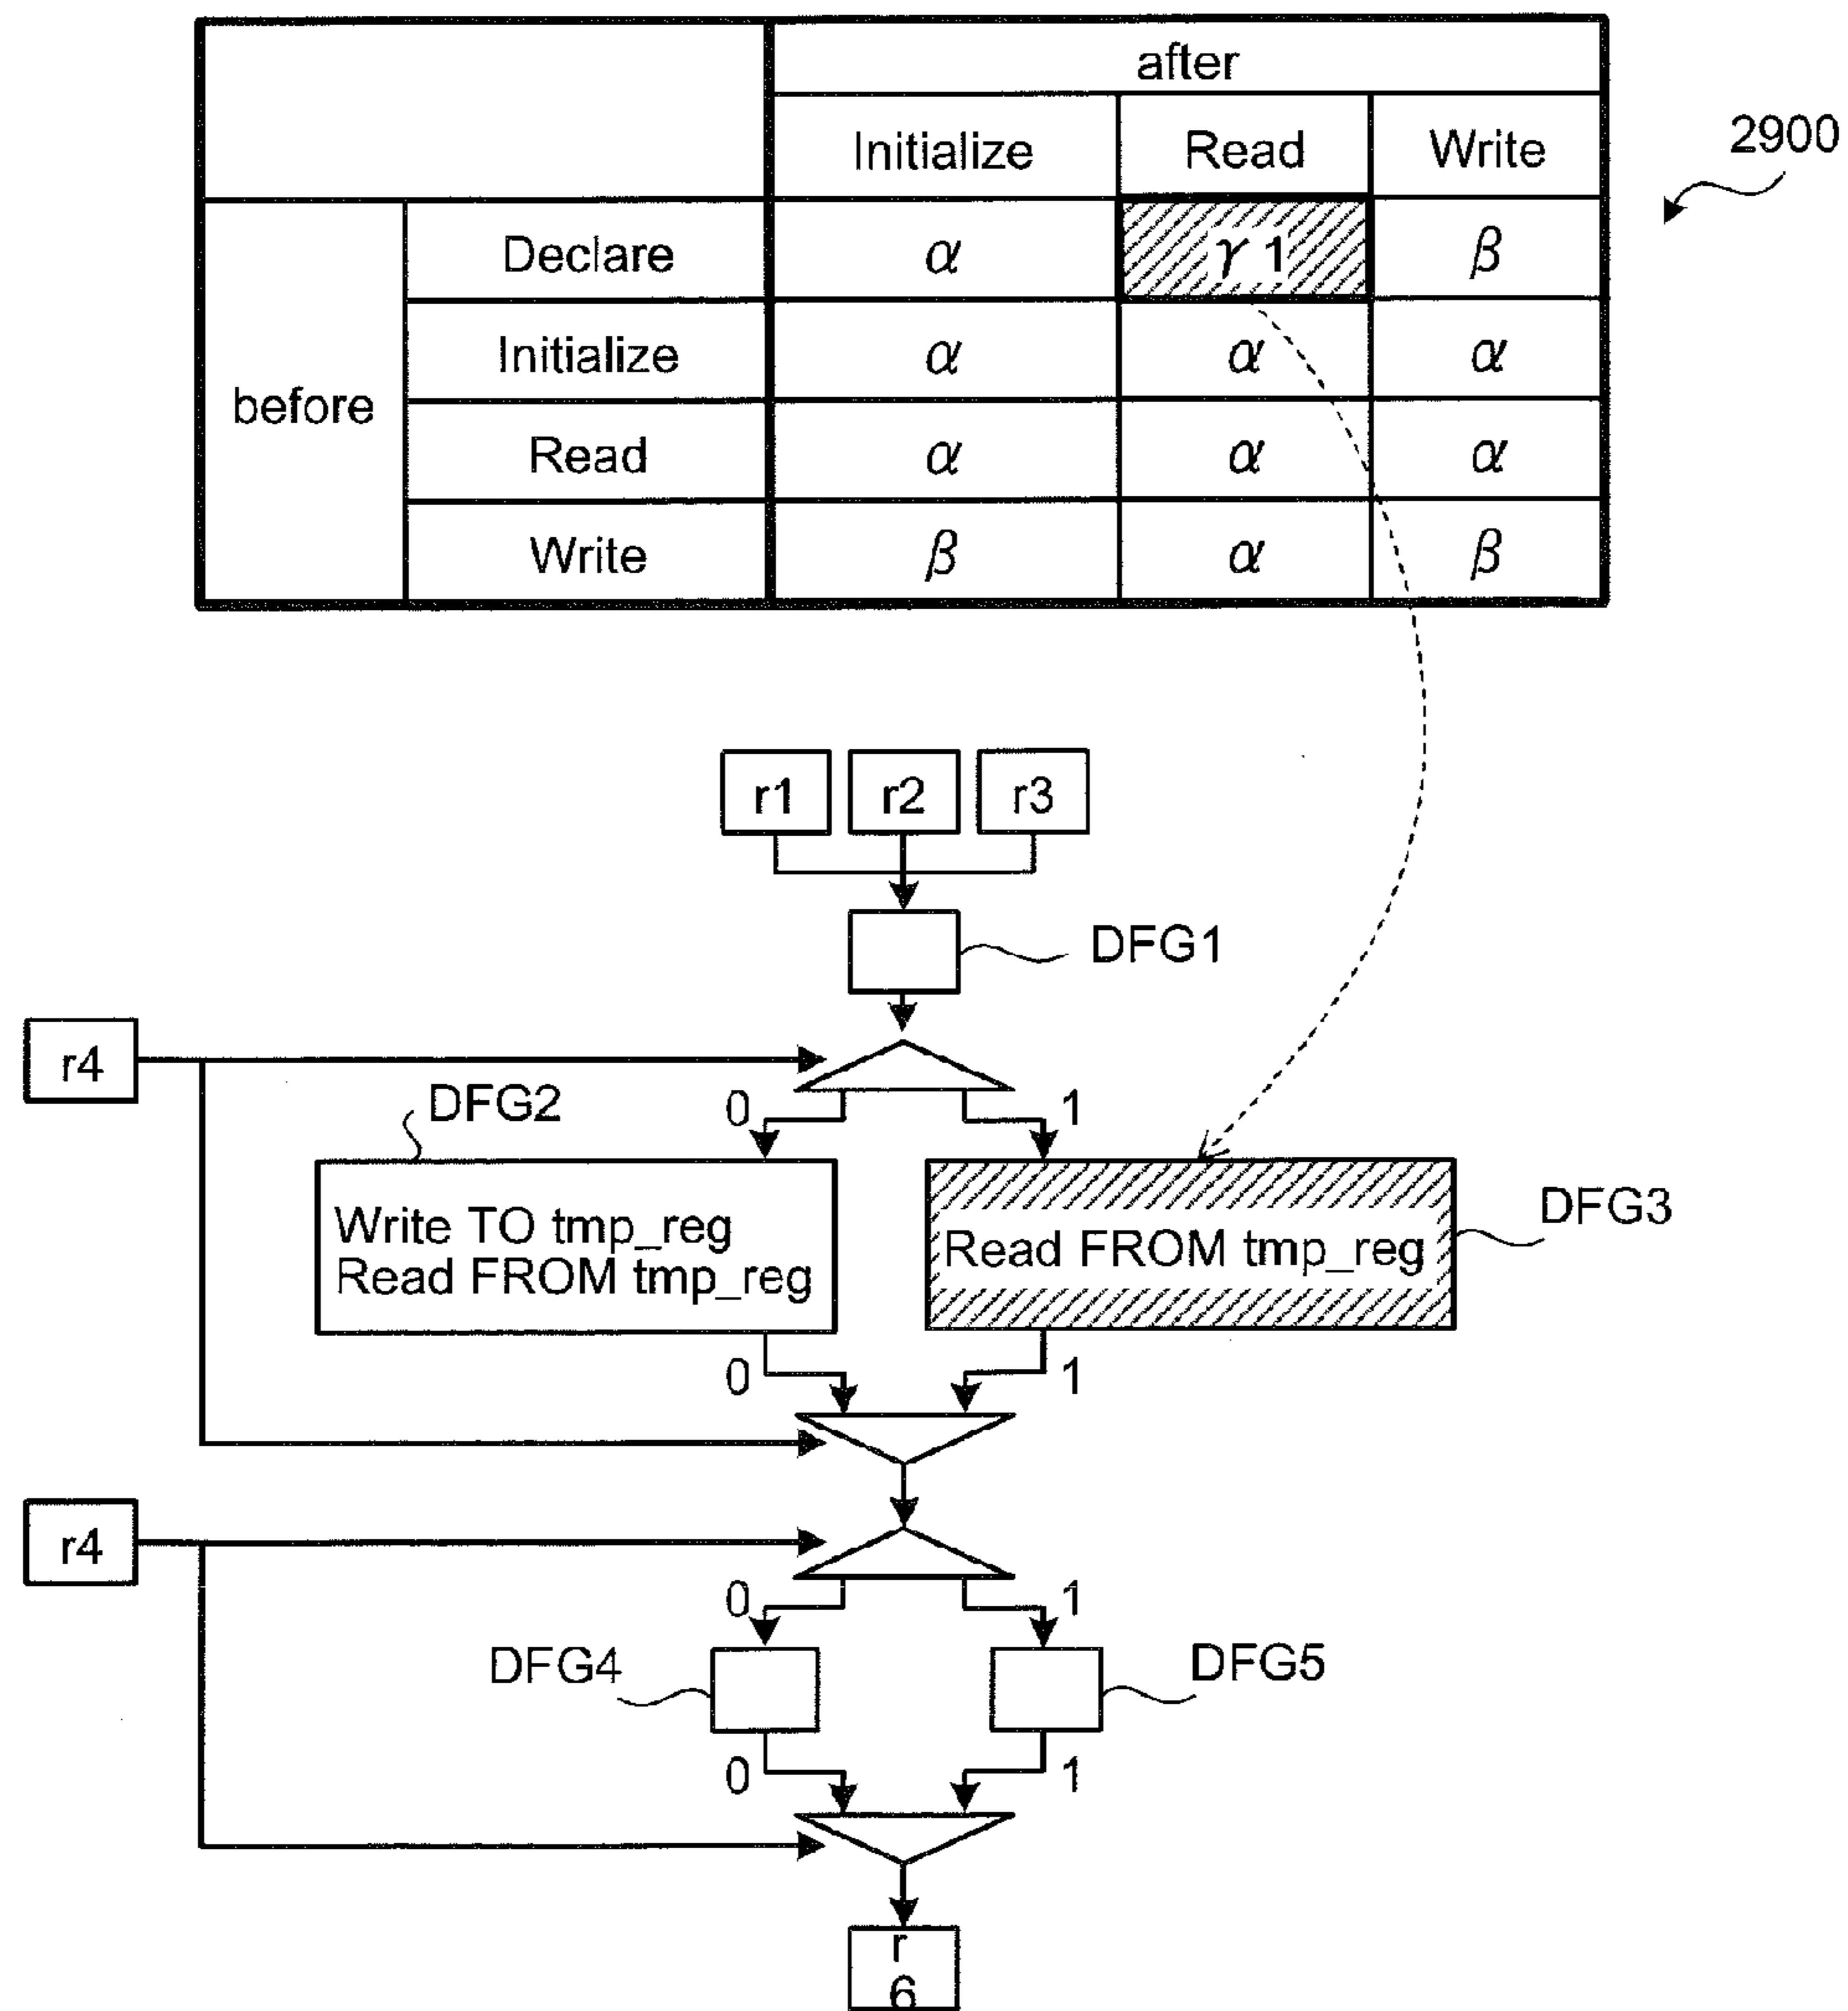 after
Initialize Read Write
2900
before
Declare α γ 1 β
Initialize α α α
Read α α α
Write β α β
r1 r2 r3
DFG1
r4
DFG2
0 1
Write TO tmp_reg
Read FROM tmp_reg
Read FROM tmp_reg
DFG3
0 1
r4
0 1
DFG4
DFG5
0 1
r
6